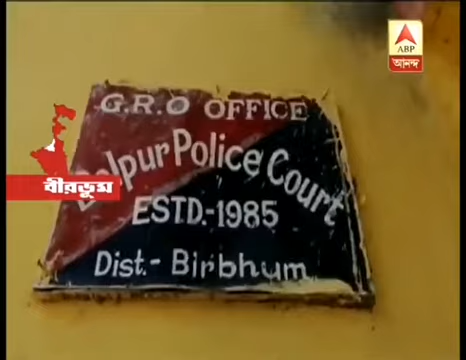 abp
আনন্দ
G.R.O OFFICE
Bolpur Police Court
ESTD.-1985
Dist.- Birbhum
বীরভূম